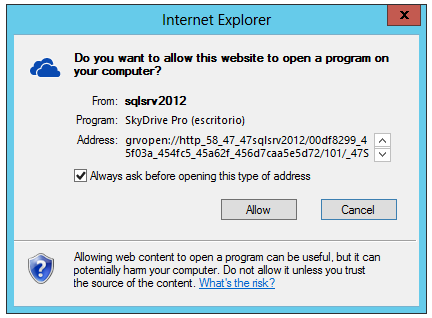 Internet Explorer
x
Do you want to allow this website to open a program on
your computer?
From: sqlsrv2012
Program: SkyDrive Pro (escritorio)
Address: grvopen://http_58_47_47sqlsrv2012/00df8299_4
5f03a_454fc5_45a62f_456d7caa5e5d72/101/_47S
Always ask before opening this type of address
Allow Cancel
Allowing web content to open a program can be useful, but it can
potentially harm your computer. Do not allow it unless you trust
the source of the content. What's the risk?